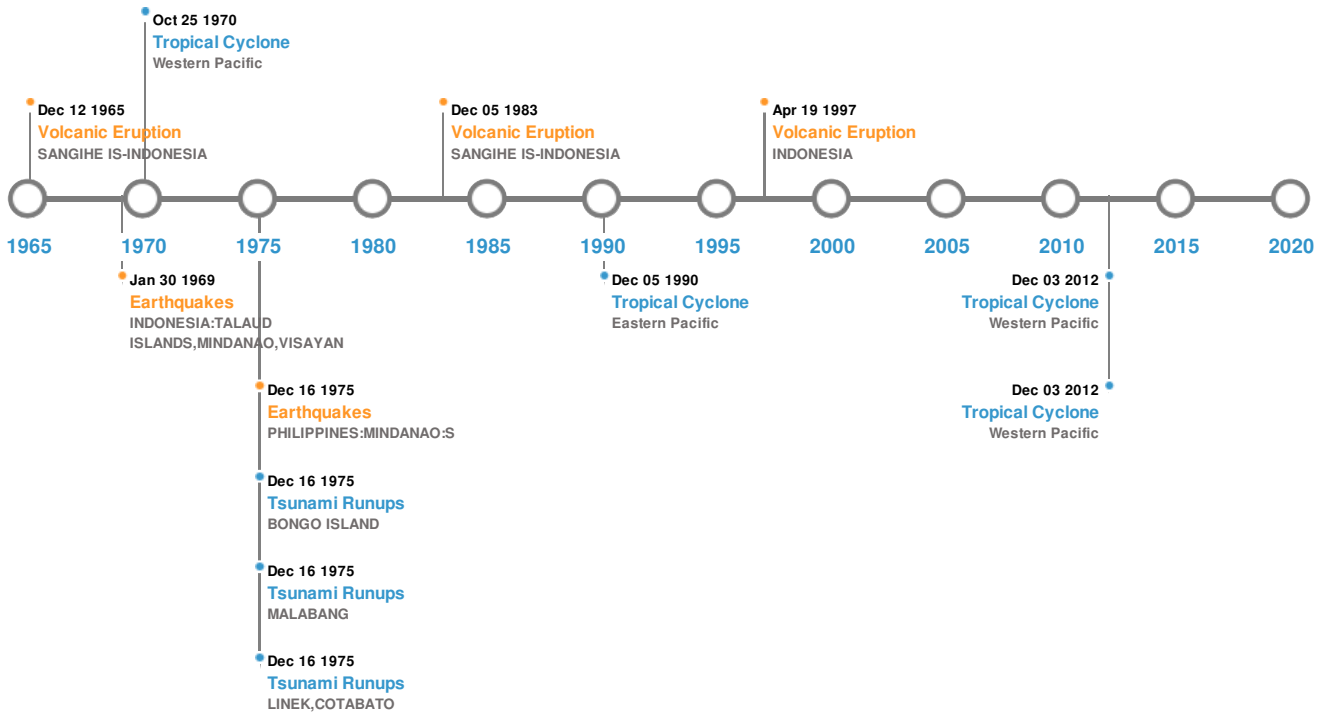 Oct 25 1970
Tropical Cyclone
Western Pacific
Dec 12 1965
Volcanic Eruption
SANGIHE IS-INDONESIA
Dec 05 1983
Volcanic Eruption
SANGIHE IS-INDONESIA
Apr 19 1997
Volcanic Eruption
INDONESIA
1965 1970 1975 1980 1985 1990 1995 2000 2005 2010 2015 2020
Jan 30 1969
Earthquakes
INDONESIA:TALAUD
ISLANDS,MINDANAO,VISAYAN
Dec 05 1990
Tropical Cyclone
Eastern Pacific
Dec 03 2012
Tropical Cyclone
Western Pacific
Dec 16 1975
Earthquakes
PHILIPPINES:MINDANAO:S
Dec 03 2012
Tropical Cyclone
Western Pacific
Dec 16 1975
Tsunami Runups
BONGO ISLAND
Dec 16 1975
Tsunami Runups
MALABANG
Dec 16 1975
Tsunami Runups
LINEK,COTABATO